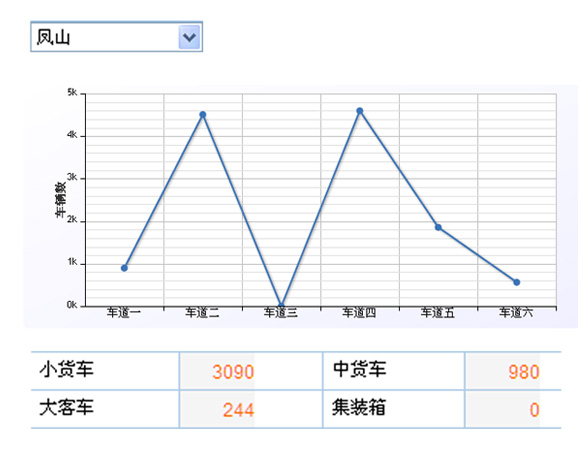 凤山
5k
4k
3k
2k
1k
0k
车辆数
车道一 车道二 车道三 车道四 车道五 车道六
小货车 3090 中货车 980
大客车 244 集装箱 0